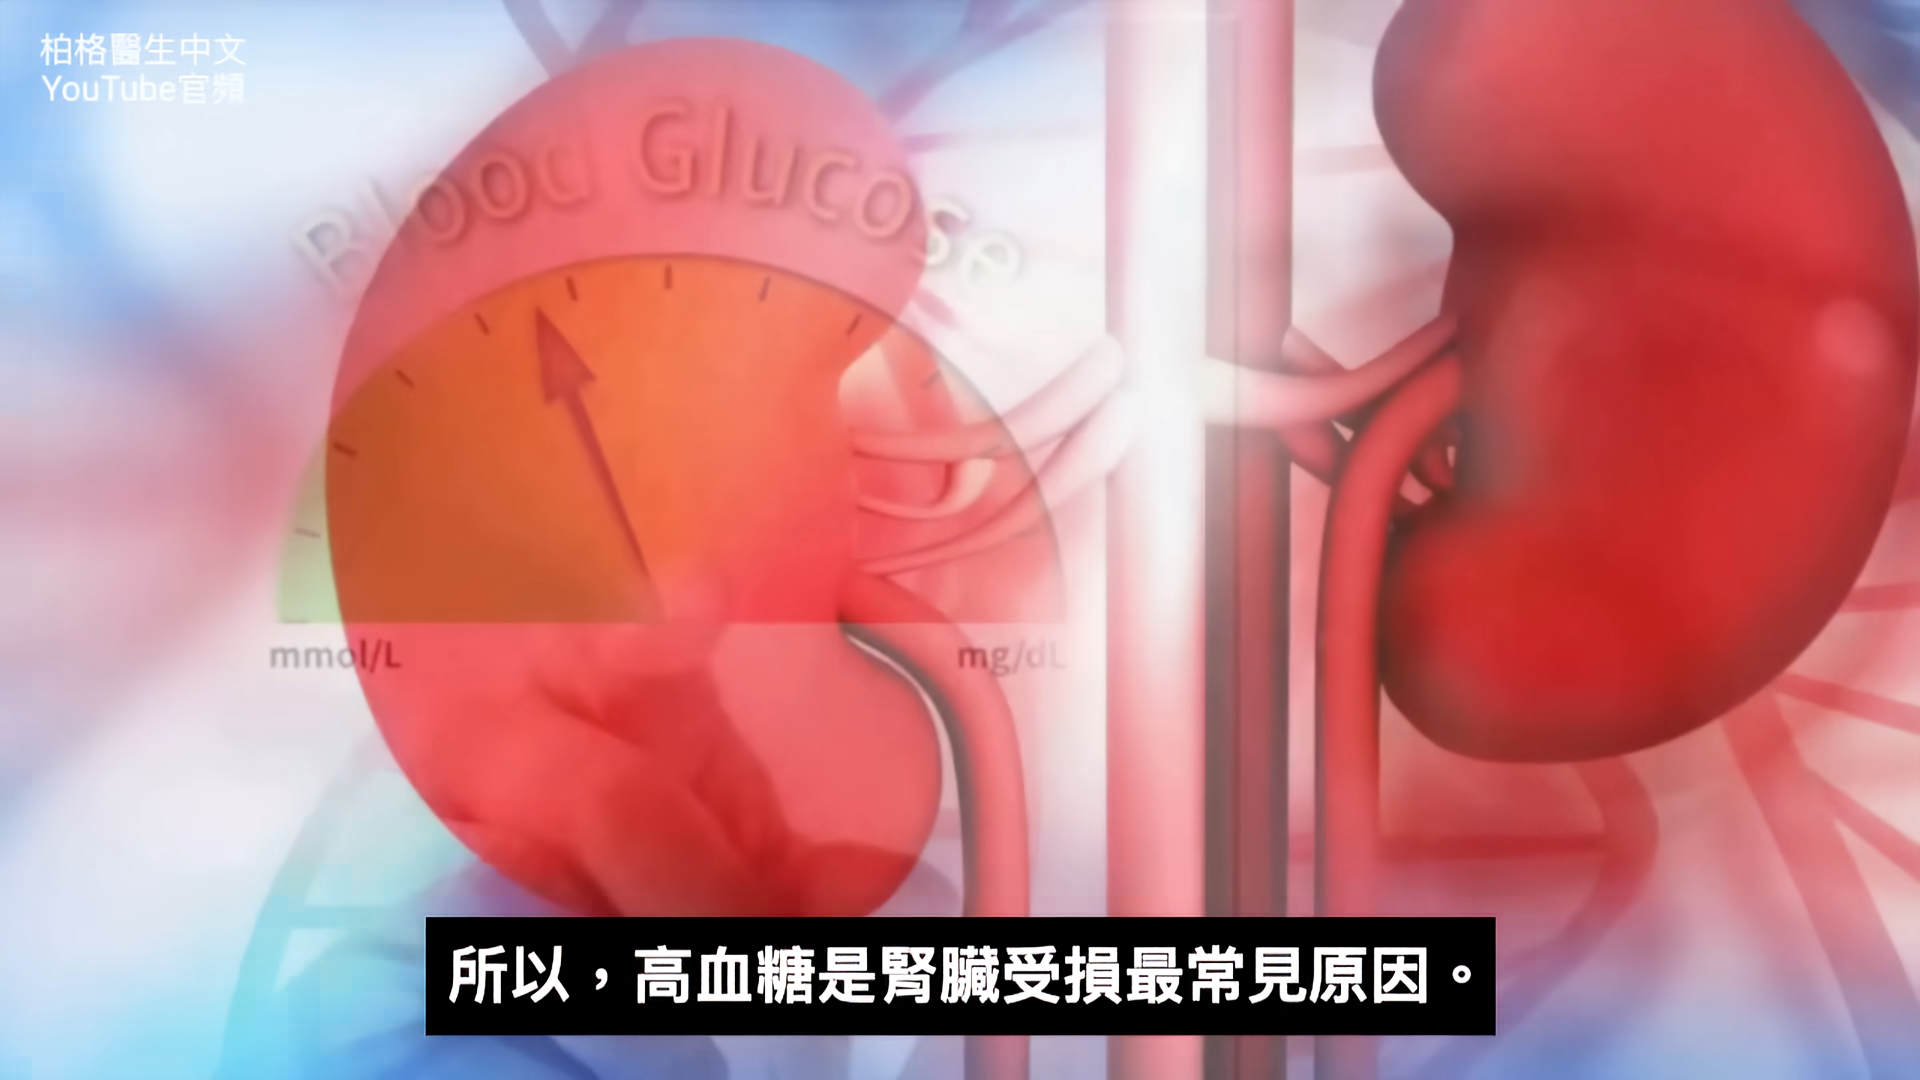 柏格醫生中文
YouTube官頻
Blood Glucose
mmol/L
mg/dL
所以，高血糖是腎臟受損最常見原因。